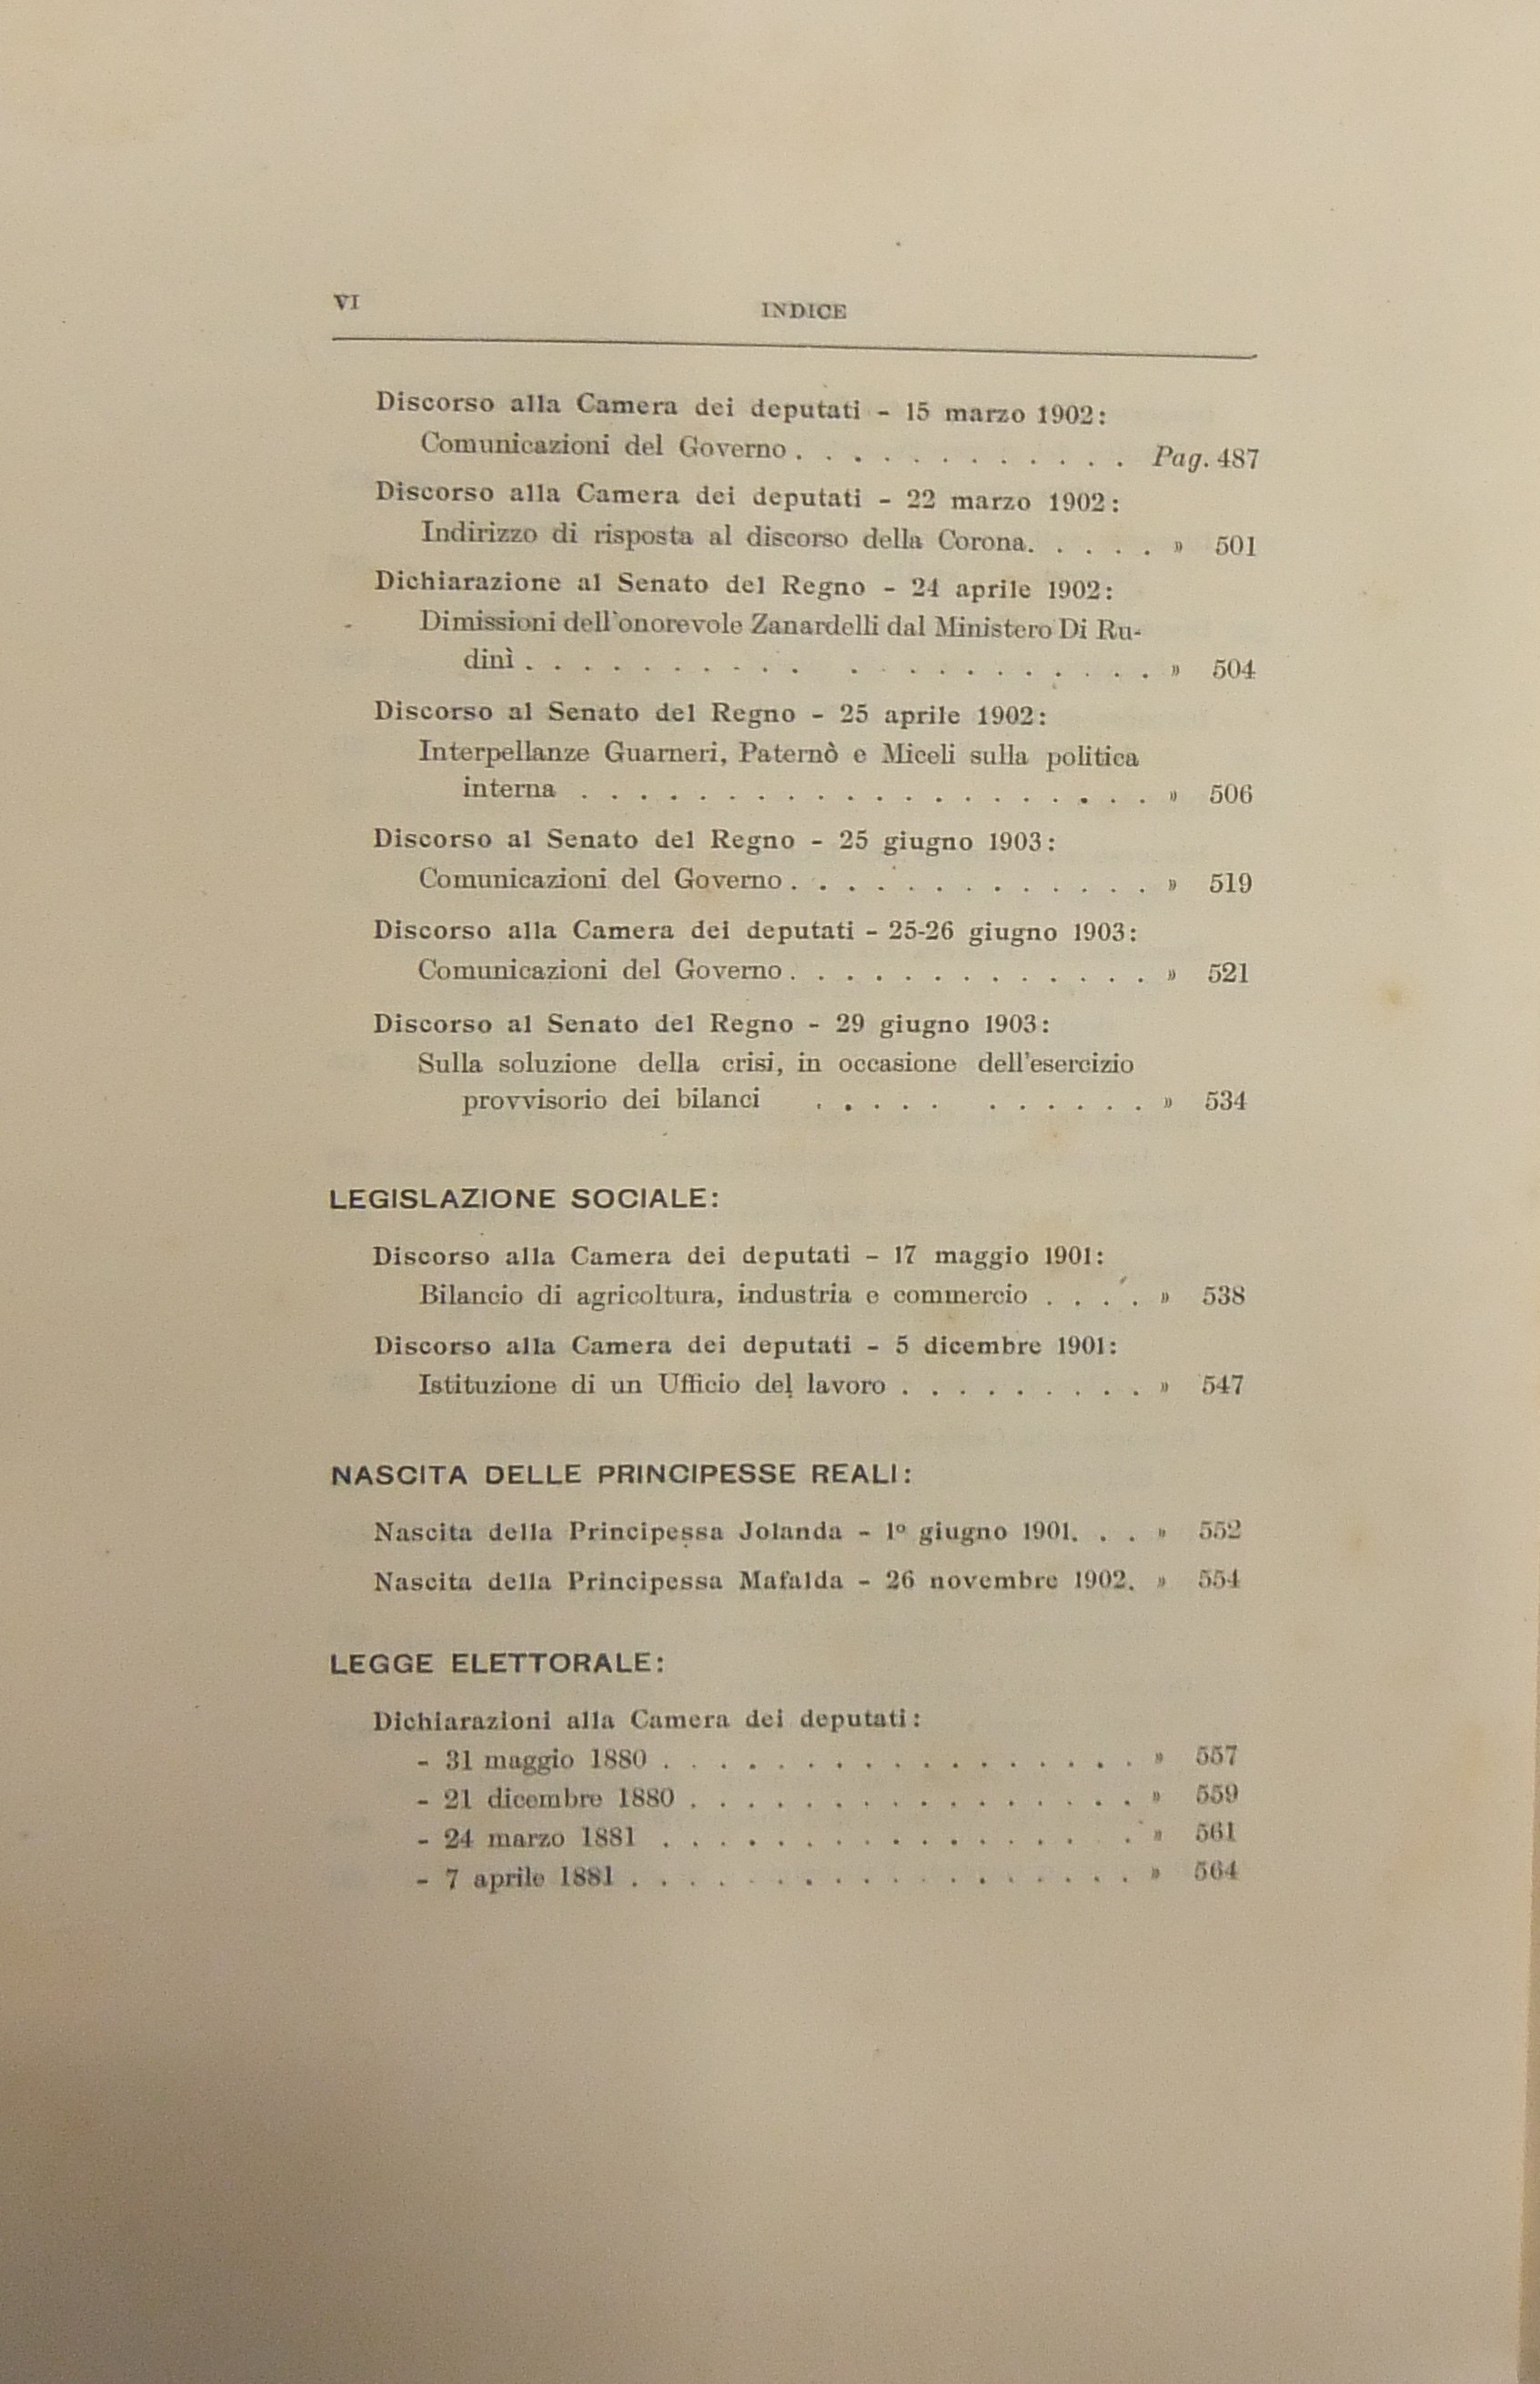 VI
INDICE
Discorso alla Camera dei deputati - 15 marzo 1902:
Comunicazioni del Governo . . . . . . . . . . . . Pag. 487
Discorso alla Camera dei deputati - 22 marzo 1902:
Indirizzo di risposta al discorso della Corona. . . . . » 501
Dichiarazione al Senato del Regno - 24 aprile 1902:
Dimissioni dell'onorevole Zanardelli dal Ministero Di Ru-
dinì . . . . . . . . . . . . . . . . . . . . » 504
Discorso al Senato del Regno - 25 aprile 1902:
Interpellanze Guarneri, Paternò e Miceli sulla politica
interna . . . . . . . . . . . . . . . . . . . . » 506
Discorso al Senato del Regno - 25 giugno 1903:
Comunicazioni del Governo . . . . . . . . . . . . . » 519
Discorso alla Camera dei deputati - 25-26 giugno 1903:
Comunicazioni del Governo . . . . . . . . . . . . . » 521
Discorso al Senato del Regno - 29 giugno 1903:
Sulla soluzione della crisi, in occasione dell'esercizio
provvisorio dei bilanci . . . . . . . . . . . » 534
LEGISLAZIONE SOCIALE:
Discorso alla Camera dei deputati - 17 maggio 1901:
Bilancio di agricoltura, industria e commercio . . . . » 538
Discorso alla Camera dei deputati - 5 dicembre 1901:
Istituzione di un Ufficio del lavoro . . . . . . . . . » 547
NASCITA DELLE PRINCIPESSE REALI:
Nascita della Principessa Jolanda - 1º giugno 1901. . . » 552
Nascita della Principessa Mafalda - 26 novembre 1902. » 554
LEGGE ELETTORALE:
Dichiarazioni alla Camera dei deputati:
- 31 maggio 1880 . . . . . . . . . . . . . . . . . » 557
- 21 dicembre 1880 . . . . . . . . . . . . . . . . » 559
- 24 marzo 1881 . . . . . . . . . . . . . . . . . » 561
- 7 aprile 1881 . . . . . . . . . . . . . . . . . . » 564